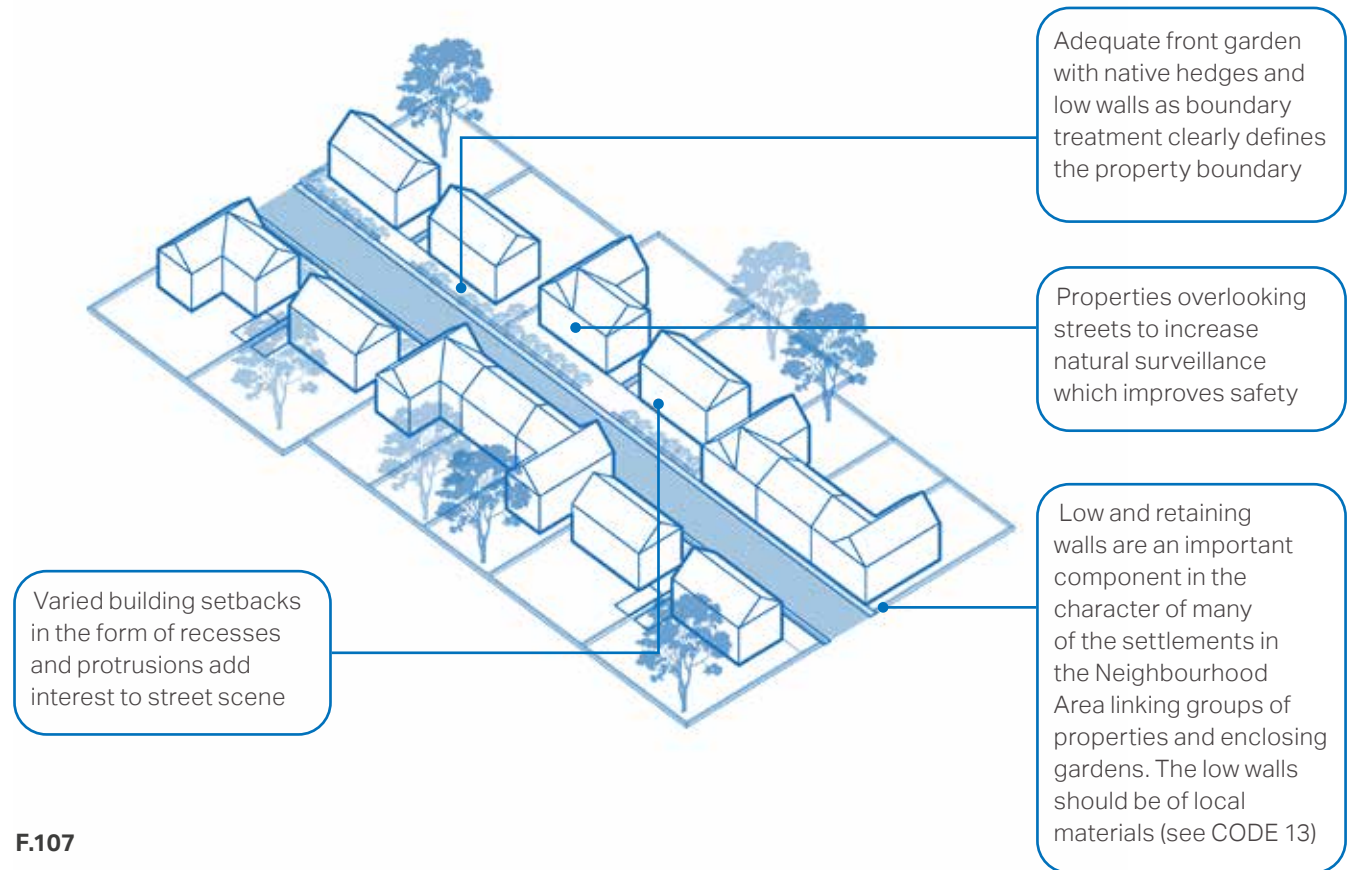 Adequate front garden
with native hedges and
low walls as boundary
treatment clearly defines
the property boundary
Properties overlooking
streets to increase
natural surveillance
which improves safety
Low and retaining
walls are an important
component in the
character of many
of the settlements in
the Neighbourhood
Area linking groups of
properties and enclosing
gardens. The low walls
should be of local
materials (see CODE 13)
Varied building setbacks
in the form of recesses
and protrusions add
interest to street scene
F.107